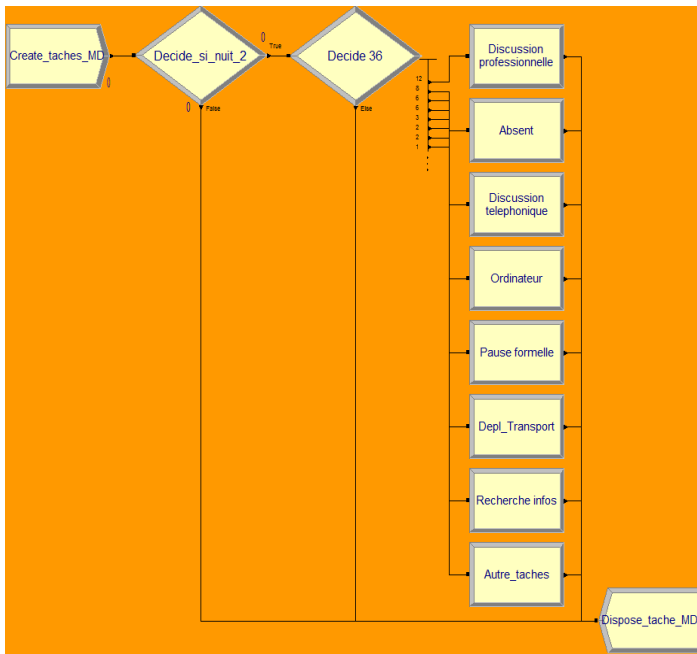 Create_taches_MD
0
Decide_si_nuit_2
0
True
0
False
Decide 36
Else
12
8
6
6
3
2
2
1
Discussion
professionnelle
Absent
Discussion
telephonique
Ordinateur
Pause formelle
Depl_Transport
Recherche infos
Autre_taches
Dispose_tache_MD